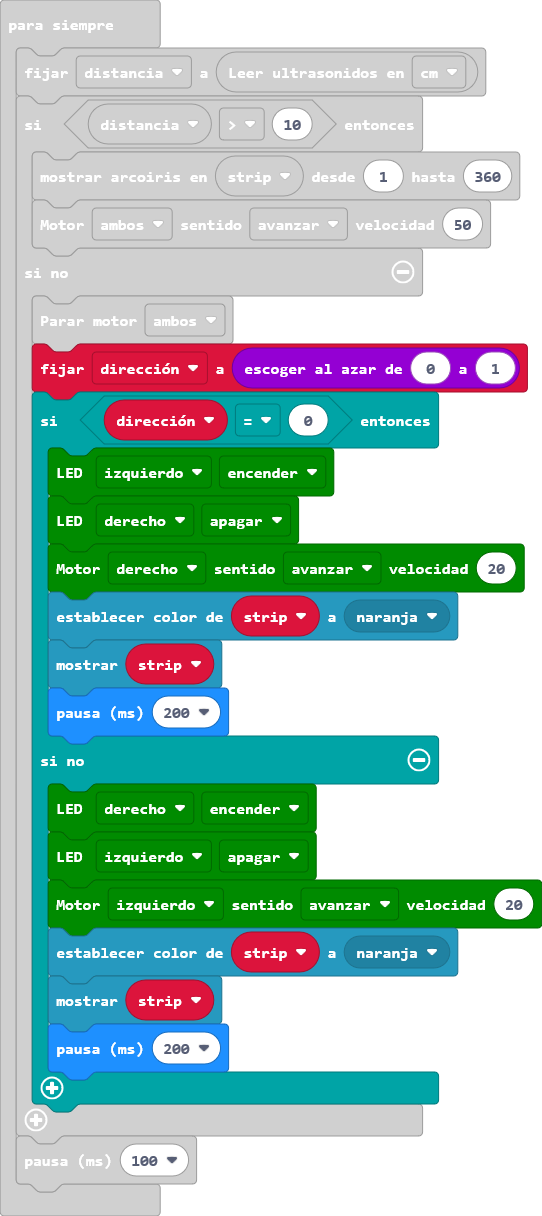 para siempre
fijar distancia a Leer ultrasonidos en cm
si distancia > 10 entonces
mostrar arcoiris en strip desde 1 hasta 360
Motor ambos sentido avanzar velocidad 50
si no
Parar motor ambos
fijar dirección a escoger al azar de 0 a 1
si dirección = 0 entonces
LED izquierdo encender
LED derecho apagar
Motor derecho sentido avanzar velocidad 20
establecer color de strip a naranja
mostrar strip
pausa (ms) 200
si no
LED derecho encender
LED izquierdo apagar
Motor izquierdo sentido avanzar velocidad 20
establecer color de strip a naranja
mostrar strip
pausa (ms) 200
pausa (ms) 100